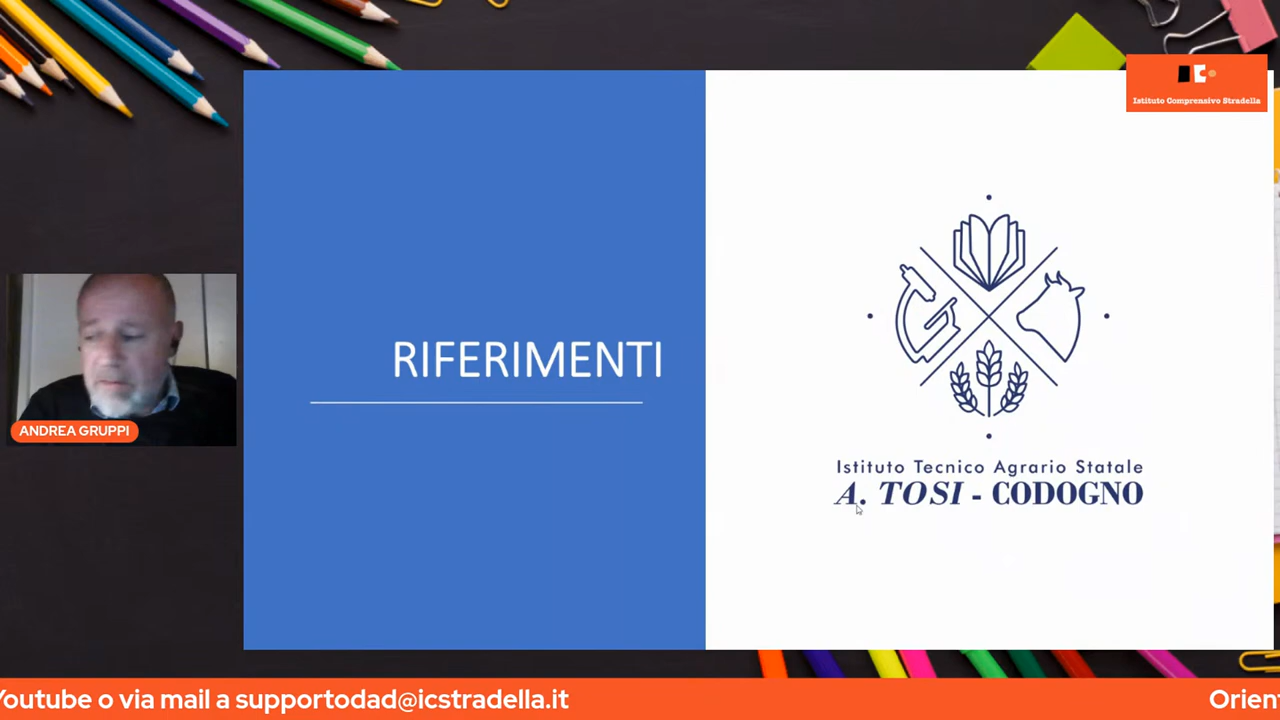 Istituto Comprensivo Stradella
RIFERIMENTI
ANDREA GRUPPI
Istituto Tecnico Agrario Statale
A. TOSI - CODOGNO
Youtube o via mail a supportodad@icstradella.it
Orient